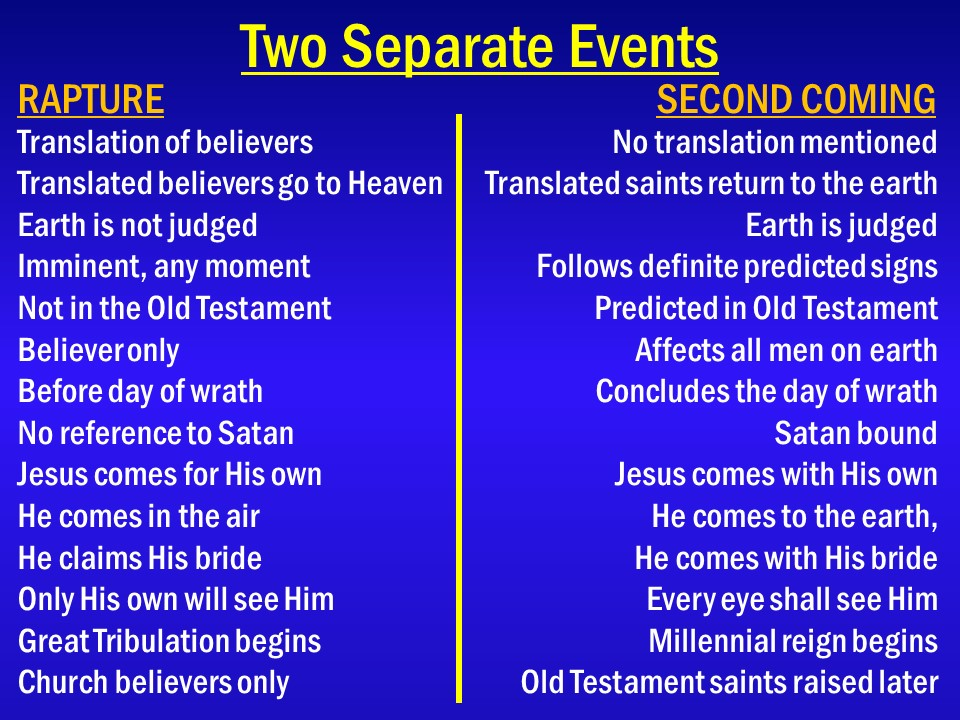 Two Separate Events
RAPTURE
SECOND COMING
Translation of believers
No translation mentioned
Translated believers go to Heaven
Translated saints return to the earth
Earth is not judged
Earth is judged
Imminent, any moment
Follows definite predicted signs
Not in the Old Testament
Predicted in Old Testament
Believer only
Affects all men on earth
Before day of wrath
Concludes the day of wrath
No reference to Satan
Satan bound
Jesus comes for His own
Jesus comes with His own
He comes in the air
He comes to the earth,
He claims His bride
He comes with His bride
Only His own will see Him
Every eye shall see Him
Great Tribulation begins
Millennial reign begins
Church believers only
Old Testament saints raised later